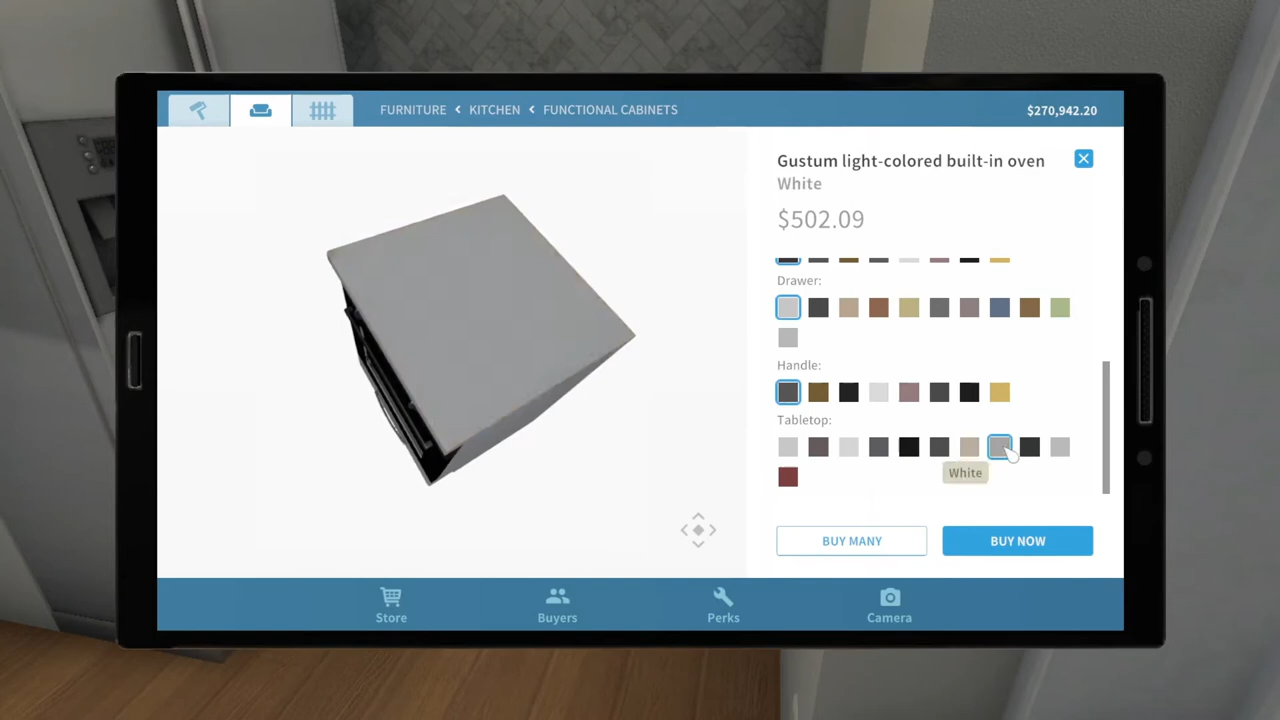 FURNITURE < KITCHEN < FUNCTIONAL CABINETS
$270,942.20
Gustum light-colored built-in oven
White
$502.09
Drawer:
Handle:
Tabletop:
White
BUY MANY
BUY NOW
Store
Buyers
Perks
Camera